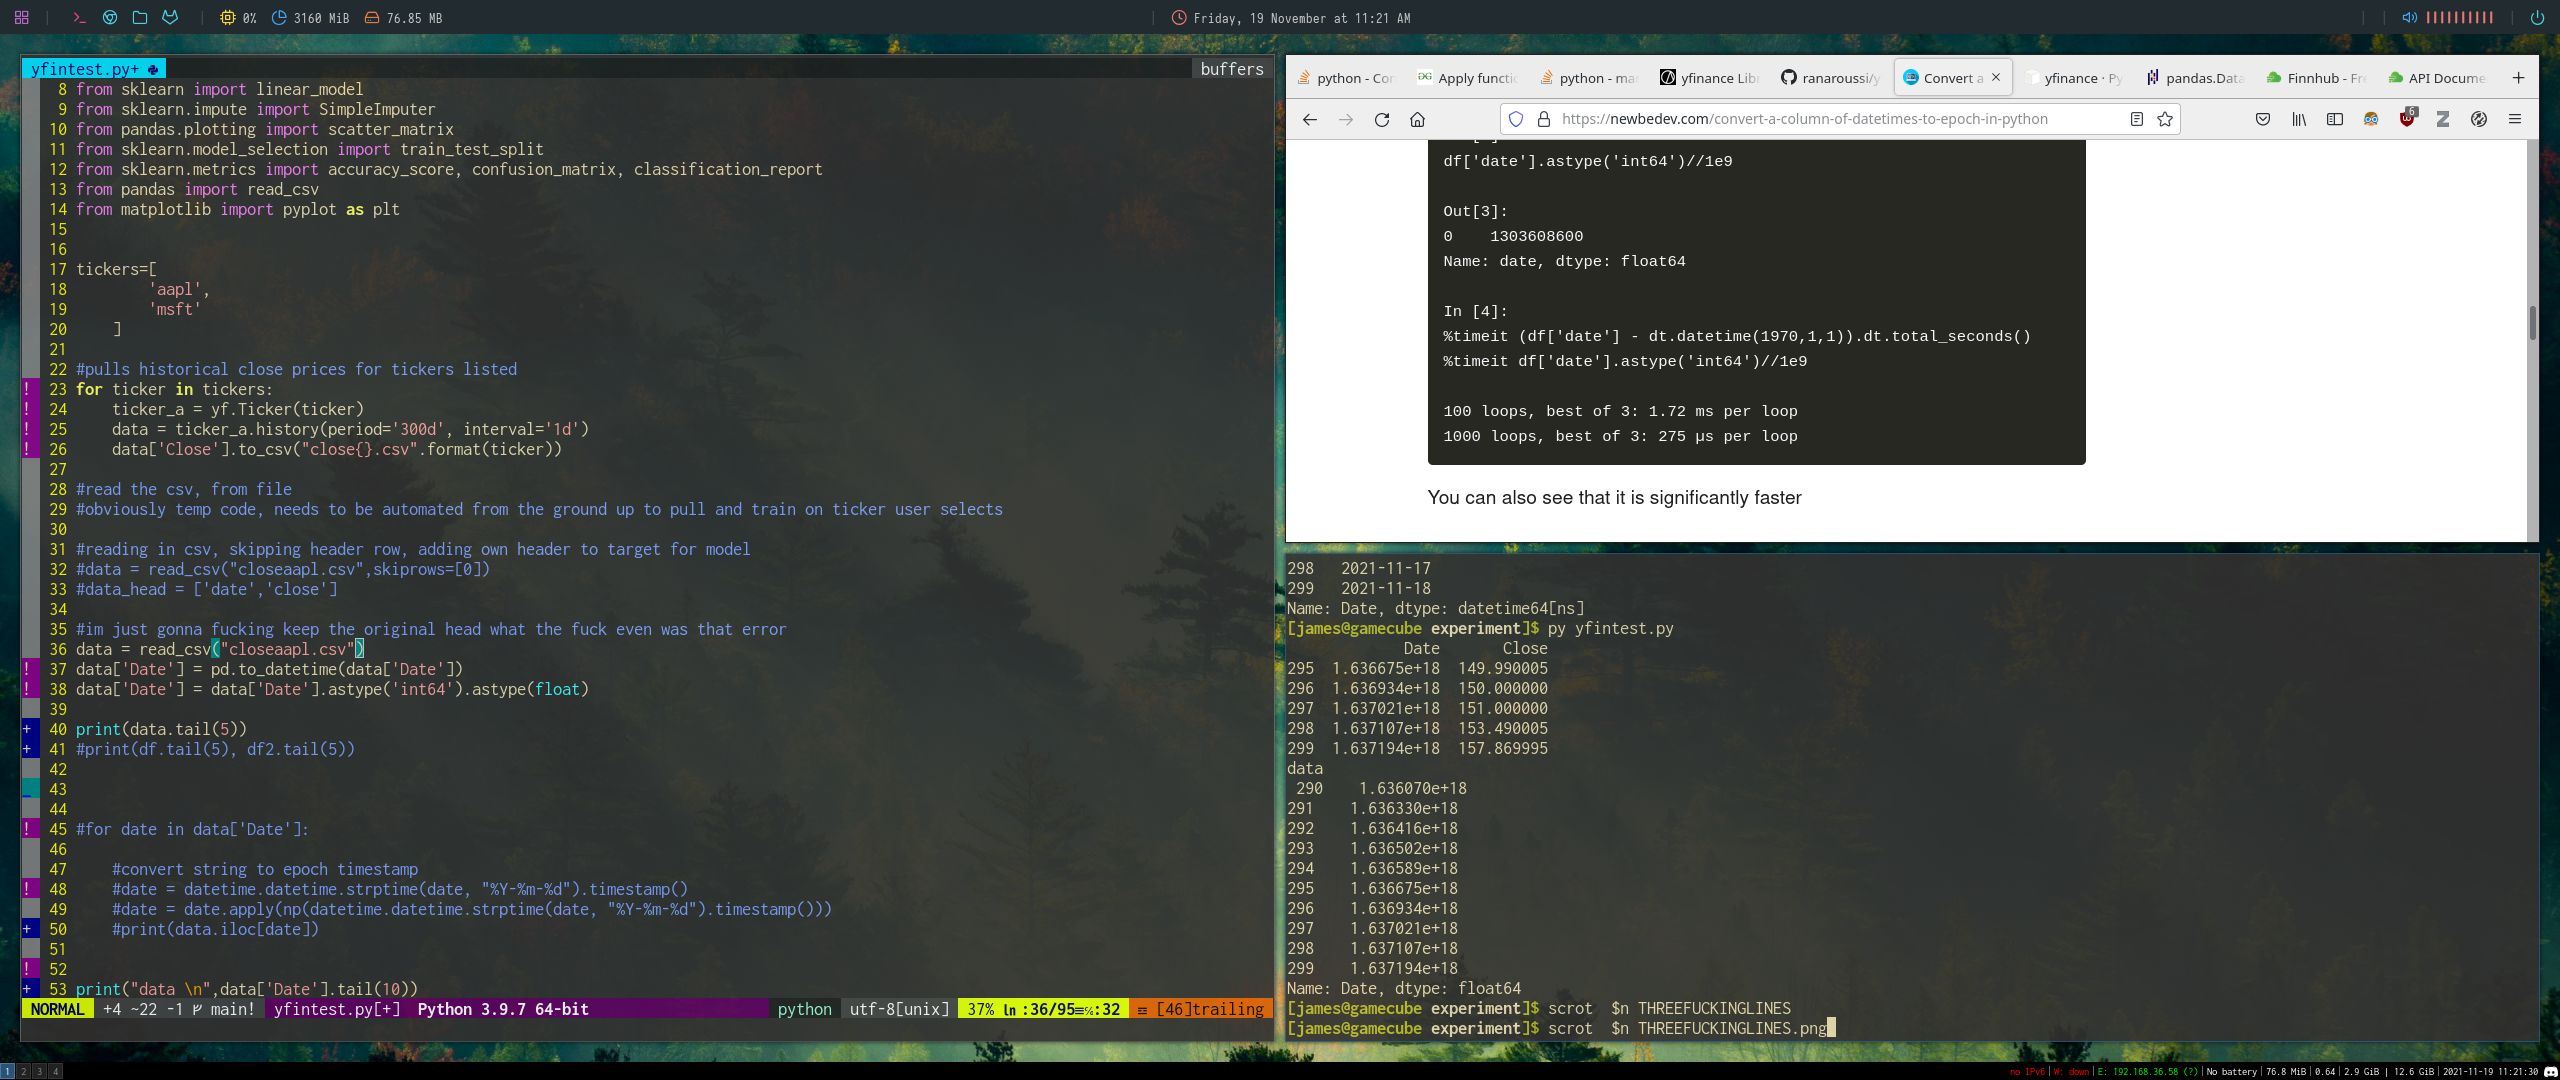 0% 3160 MiB 76.85 MB
Friday, 19 November at 11:21 AM
yfintest.py+
buffers
8 from sklearn import linear_model
9 from sklearn.impute import SimpleImputer
10 from pandas.plotting import scatter_matrix
11 from sklearn.model_selection import train_test_split
12 from sklearn.metrics import accuracy_score, confusion_matrix, classification_report
13 from pandas import read_csv
14 from matplotlib import pyplot as plt
15
16
17 tickers=[
18         'aapl',
19         'msft'
20     ]
21
22 #pulls historical close prices for tickers listed
! 23 for ticker in tickers:
! 24     ticker_a = yf.Ticker(ticker)
! 25     data = ticker_a.history(period='300d', interval='1d')
! 26     data['Close'].to_csv("close{}.csv".format(ticker))
27
28 #read the csv, from file
29 #obviously temp code, needs to be automated from the ground up to pull and train on ticker user selects
30
31 #reading in csv, skipping header row, adding own header to target for model
32 #data = read_csv("closeaapl.csv",skiprows=[0])
33 #data_head = ['date','close']
34
35 #im just gonna fucking keep the original head what the fuck even was that error
36 data = read_csv("closeaapl.csv")
! 37 data['Date'] = pd.to_datetime(data['Date'])
! 38 data['Date'] = data['Date'].astype('int64').astype(float)
39
+ 40 print(data.tail(5))
+ 41 #print(df.tail(5), df2.tail(5))
42
_ 43
44
! 45 #for date in data['Date']:
46
47     #convert string to epoch timestamp
! 48     #date = datetime.datetime.strptime(date, "%Y-%m-%d").timestamp()
49     #date = date.apply(np(datetime.datetime.strptime(date, "%Y-%m-%d").timestamp()))
+ 50     #print(data.iloc[date])
51
! 52
+ 53 print("data \n",data['Date'].tail(10))
NORMAL +4 ~22 -1 main! yfintest.py[+] Python 3.9.7 64-bit python utf-8[unix] 37% :36/95 :32 [46]trailing
python - Con
Apply functio
python - ma
yfinance Libr
ranaroussi/y
Convert a
yfinance · Py
pandas.Data
Finnhub - Fre
API Docume
https://newbedev.com/convert-a-column-of-datetimes-to-epoch-in-python
6
df['date'].astype('int64')//1e9
Out[3]:
0    1303608600
Name: date, dtype: float64
In [4]:
%timeit (df['date'] - dt.datetime(1970,1,1)).dt.total_seconds()
%timeit df['date'].astype('int64')//1e9
100 loops, best of 3: 1.72 ms per loop
1000 loops, best of 3: 275 µs per loop
You can also see that it is significantly faster
298   2021-11-17
299   2021-11-18
Name: Date, dtype: datetime64[ns]
[james@gamecube experiment]$ py yfintest.py
             Date       Close
295  1.636675e+18  149.990005
296  1.636934e+18  150.000000
297  1.637021e+18  151.000000
298  1.637107e+18  153.490005
299  1.637194e+18  157.869995
data
 290    1.636070e+18
291    1.636330e+18
292    1.636416e+18
293    1.636502e+18
294    1.636589e+18
295    1.636675e+18
296    1.636934e+18
297    1.637021e+18
298    1.637107e+18
299    1.637194e+18
Name: Date, dtype: float64
[james@gamecube experiment]$ scrot  $n THREEFUCKINGLINES
[james@gamecube experiment]$ scrot  $n THREEFUCKINGLINES.png
1 2 3 4
no IPv6| W: down| E: 192.168.36.58 (?)| No battery| 76.8 MiB| 0.64| 2.9 GiB | 12.6 GiB| 2021-11-19 11:21:30